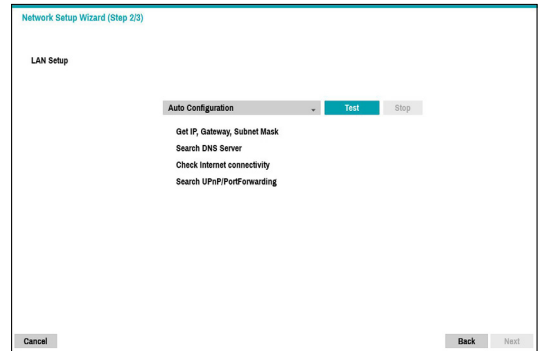 Network Setup Wizard (Step 2/3)
LAN Setup
Auto Configuration Test Stop
Get IP, Gateway, Subnet Mask
Search DNS Server
Check Internet connectivity
Search UPnP/PortForwarding
Cancel Back Next